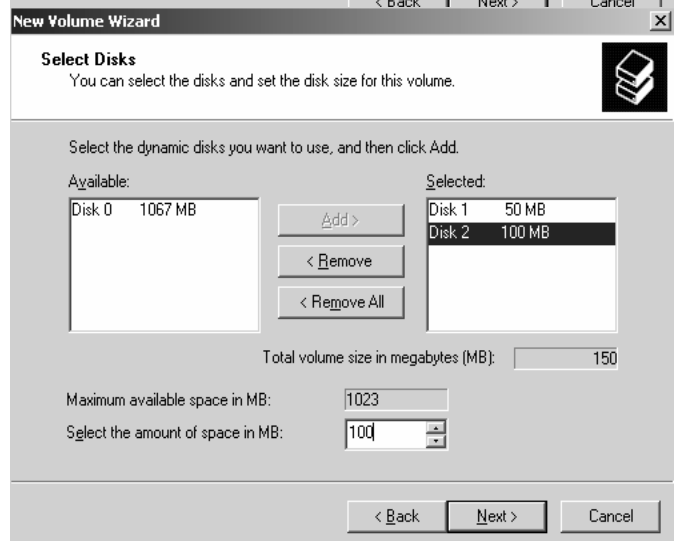 < Back Next > Cancel
New Volume Wizard
Select Disks
You can select the disks and set the disk size for this volume.
Select the dynamic disks you want to use, and then click Add.
Available: Selected:
Disk 0 1067 MB
Disk 1 50 MB
Disk 2 100 MB
Add >
< Remove
< Remove All
Total volume size in megabytes (MB): 150
Maximum available space in MB: 1023
Select the amount of space in MB: 100
< Back Next > Cancel